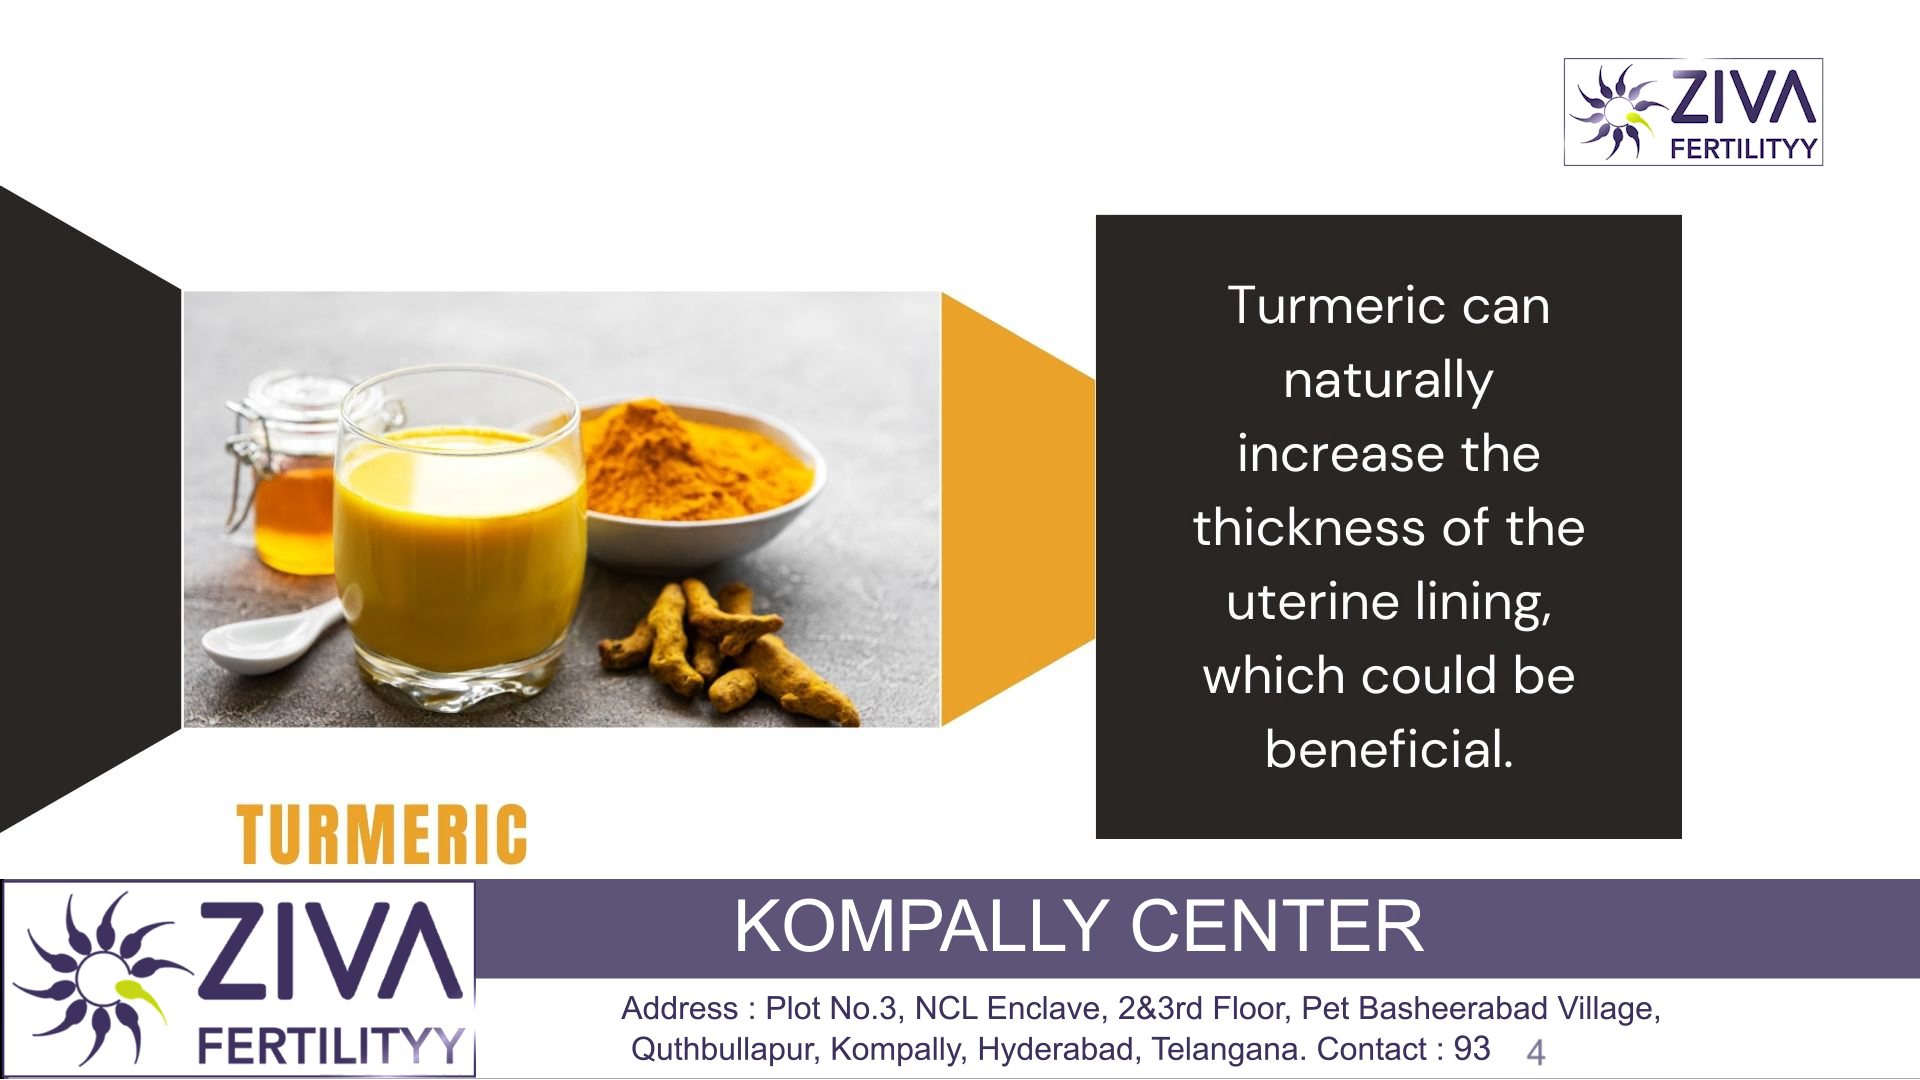 ZIVA
FERTILITYY
Turmeric can
naturally
increase the
thickness of the
uterine lining,
which could be
beneficial.
TURMERIC
ZIVA
FERTILITYY
KOMPALLY CENTER
Address : Plot No.3, NCL Enclave, 2&3rd Floor, Pet Basheerabad Village,
Quthbullapur, Kompally, Hyderabad, Telangana. Contact : 93 4